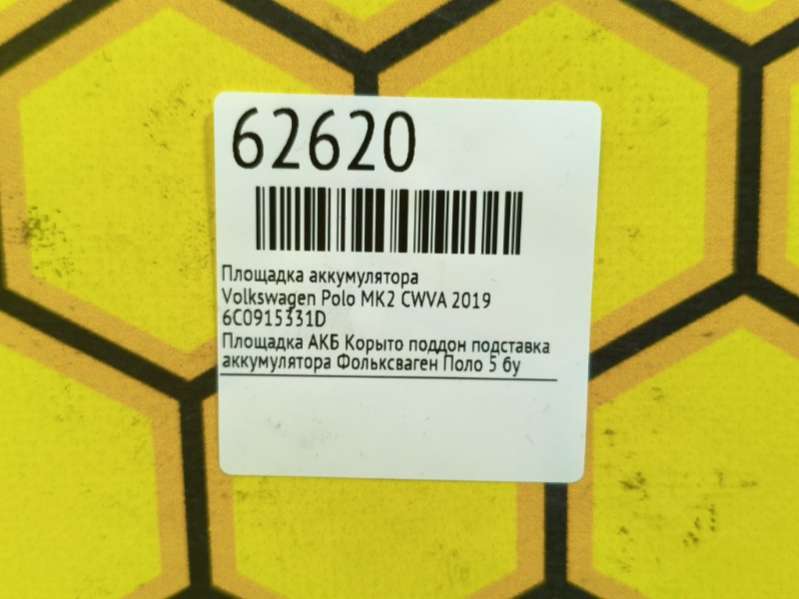 62620
Площадка аккумулятора
Volkswagen Polo MK2 CWVA 2019
6C0915331D
Площадка АКБ Корыто поддон подставка
аккумулятора Фольксваген Поло 5 бу